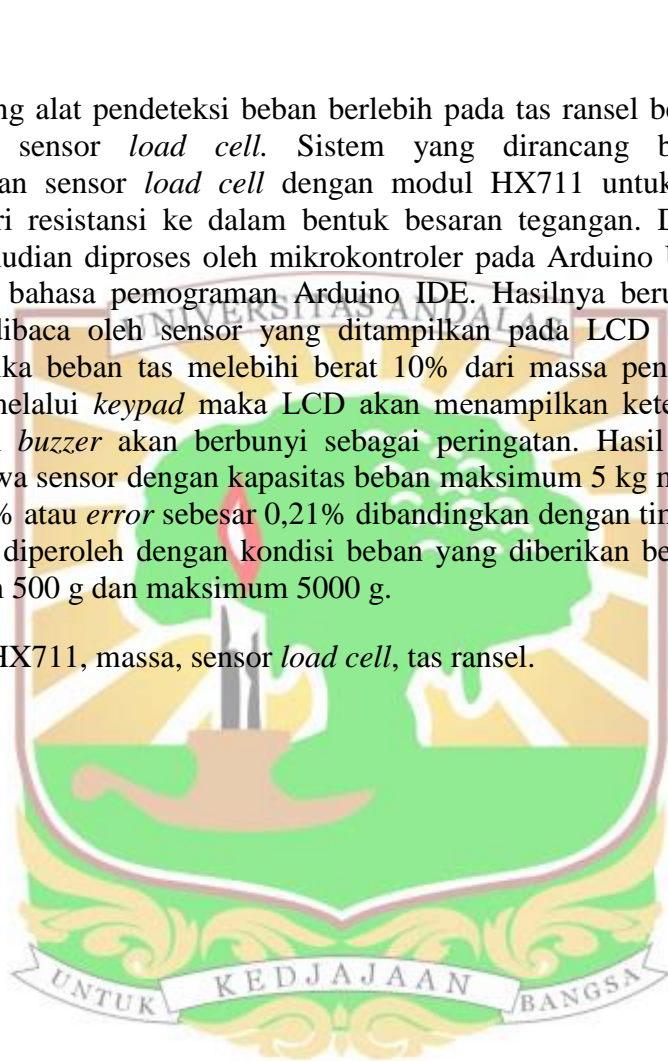 ng alat pendeteksi beban berlebih pada tas ransel be
sensor load cell. Sistem yang dirancang b
an sensor load cell dengan modul HX711 untuk
ri resistansi ke dalam bentuk besaran tegangan. D
udian diproses oleh mikrokontroler pada Arduino U
bahasa pemograman Arduino IDE. Hasilnya beru
UNIVERSITAS ANDALAS
dibaca oleh sensor yang ditampilkan pada LCD
ka beban tas melebihi berat 10% dari massa pen
melalui keypad maka LCD akan menampilkan kete
buzzer akan berbunyi sebagai peringatan. Hasil
wa sensor dengan kapasitas beban maksimum 5 kg m
% atau error sebesar 0,21% dibandingkan dengan tim
diperoleh dengan kondisi beban yang diberikan be
n 500 g dan maksimum 5000 g.
HX711, massa, sensor load cell, tas ransel.
UNTUK KEDJAJAAN BANGSA